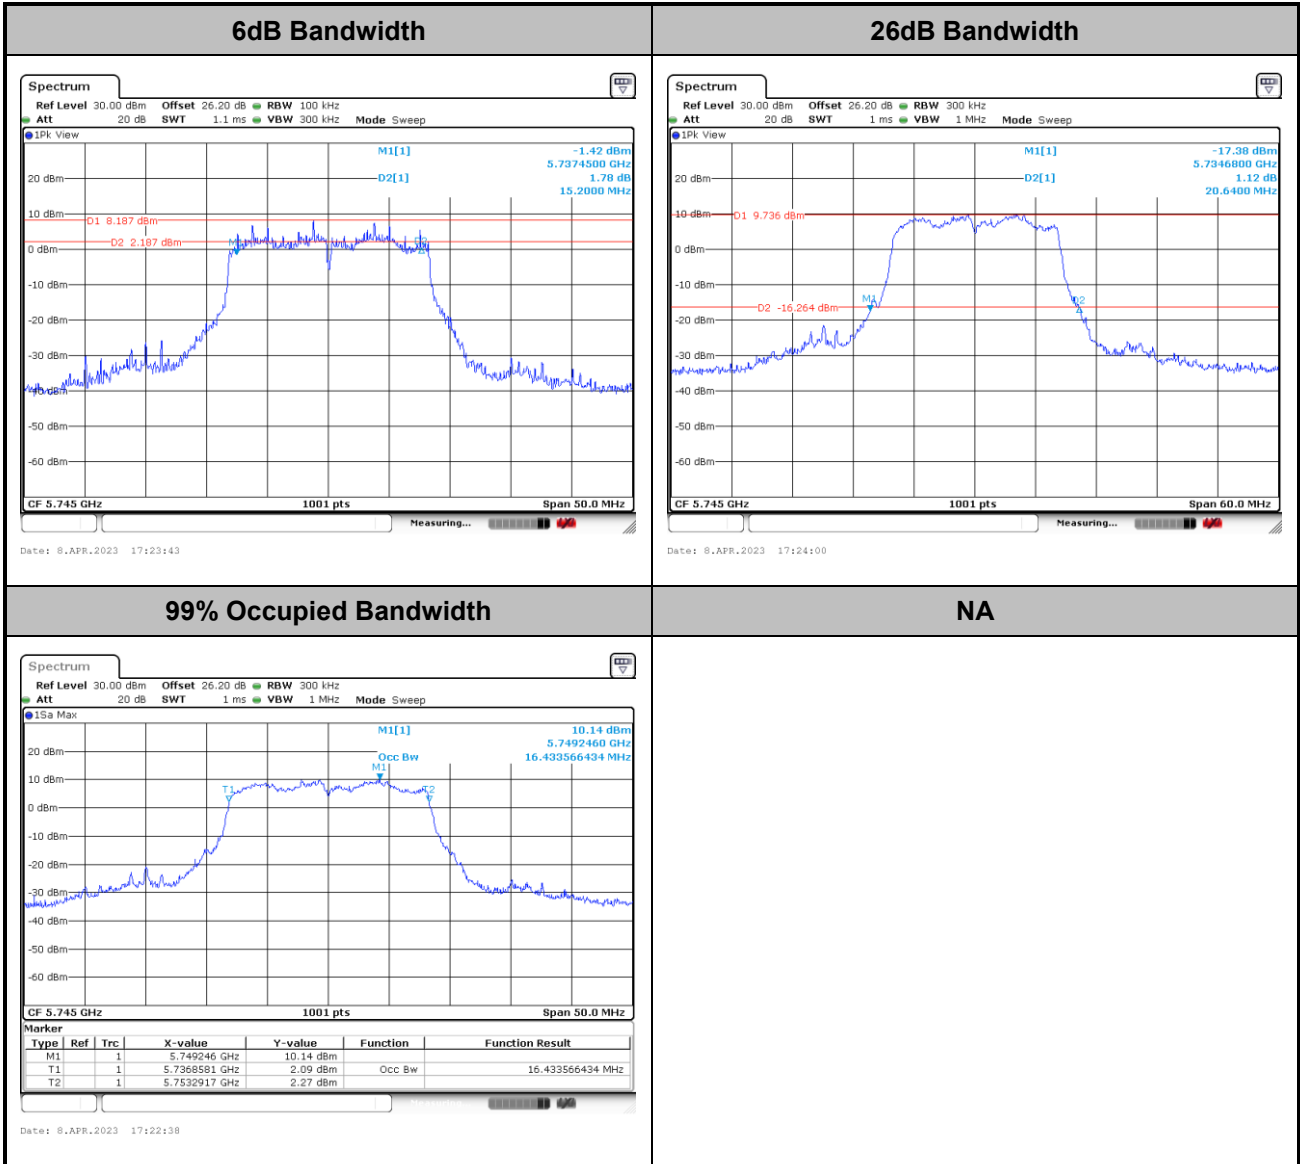 6dB Bandwidth
26dB Bandwidth
Spectrum
Ref Level 30.00 dBm Offset 26.20 dB RBW 100 kHz
Att 20 dB SWT 1.1 ms VBW 300 kHz Mode Sweep
1Pk View
M1[1] -1.42 dBm
5.7374500 GHz
D2[1] 1.78 dB
15.2000 MHz
20 dBm
10 dBm
D1 8.187 dBm
D2 2.187 dBm
0 dBm
-10 dBm
-20 dBm
-30 dBm
-40 dBm
-50 dBm
-60 dBm
CF 5.745 GHz 1001 pts Span 50.0 MHz
Measuring...
Date: 8.APR.2023 17:23:43
Spectrum
Ref Level 30.00 dBm Offset 26.20 dB RBW 300 kHz
Att 20 dB SWT 1 ms VBW 1 MHz Mode Sweep
1Pk View
M1[1] -17.38 dBm
5.7346800 GHz
D2[1] 1.12 dB
20.6400 MHz
20 dBm
10 dBm
D1 9.736 dBm
0 dBm
-10 dBm
M1
D2
D2 -16.264 dBm
-20 dBm
-30 dBm
-40 dBm
-50 dBm
-60 dBm
CF 5.745 GHz 1001 pts Span 60.0 MHz
Measuring...
Date: 8.APR.2023 17:24:00
99% Occupied Bandwidth
NA
Spectrum
Ref Level 30.00 dBm Offset 26.20 dB RBW 300 kHz
Att 20 dB SWT 1 ms VBW 1 MHz Mode Sweep
1Sa Max
M1[1] 10.14 dBm
5.7492460 GHz
Occ Bw 16.433566434 MHz
M1
20 dBm
10 dBm
T1
T2
0 dBm
-10 dBm
-20 dBm
-30 dBm
-40 dBm
-50 dBm
-60 dBm
CF 5.745 GHz 1001 pts Span 50.0 MHz
Marker
Type Ref Trc X-value Y-value Function Function Result
M1 1 5.749246 GHz 10.14 dBm
T1 1 5.7368581 GHz 2.09 dBm Occ Bw 16.433566434 MHz
T2 1 5.7532917 GHz 2.27 dBm
Date: 8.APR.2023 17:22:38